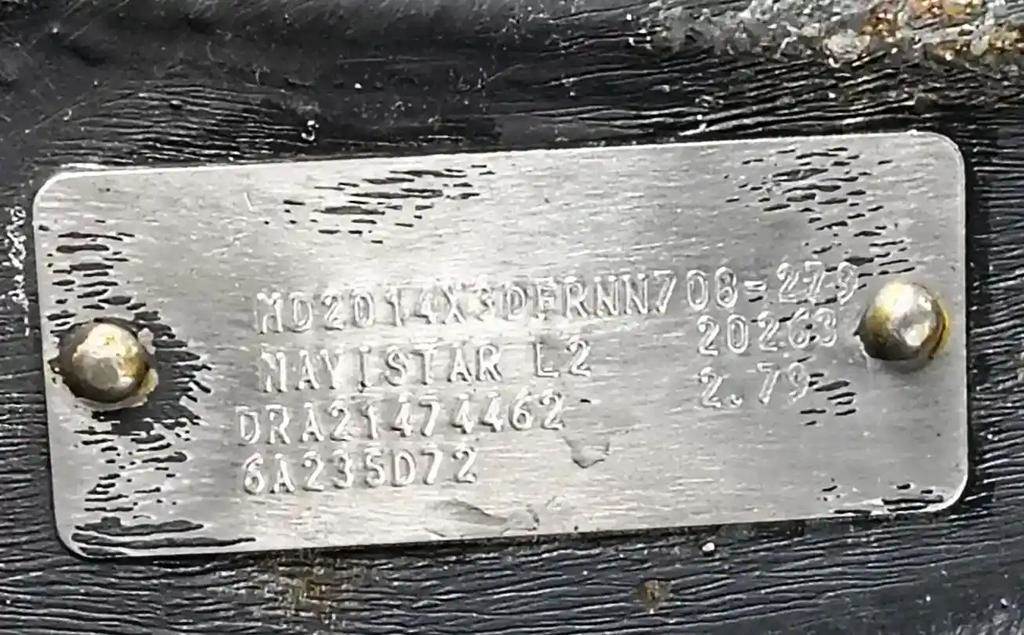 MD2014X3DFRNN708-279
NAVISTAR L2 20263
DRA21474462 2.79
6A235D72